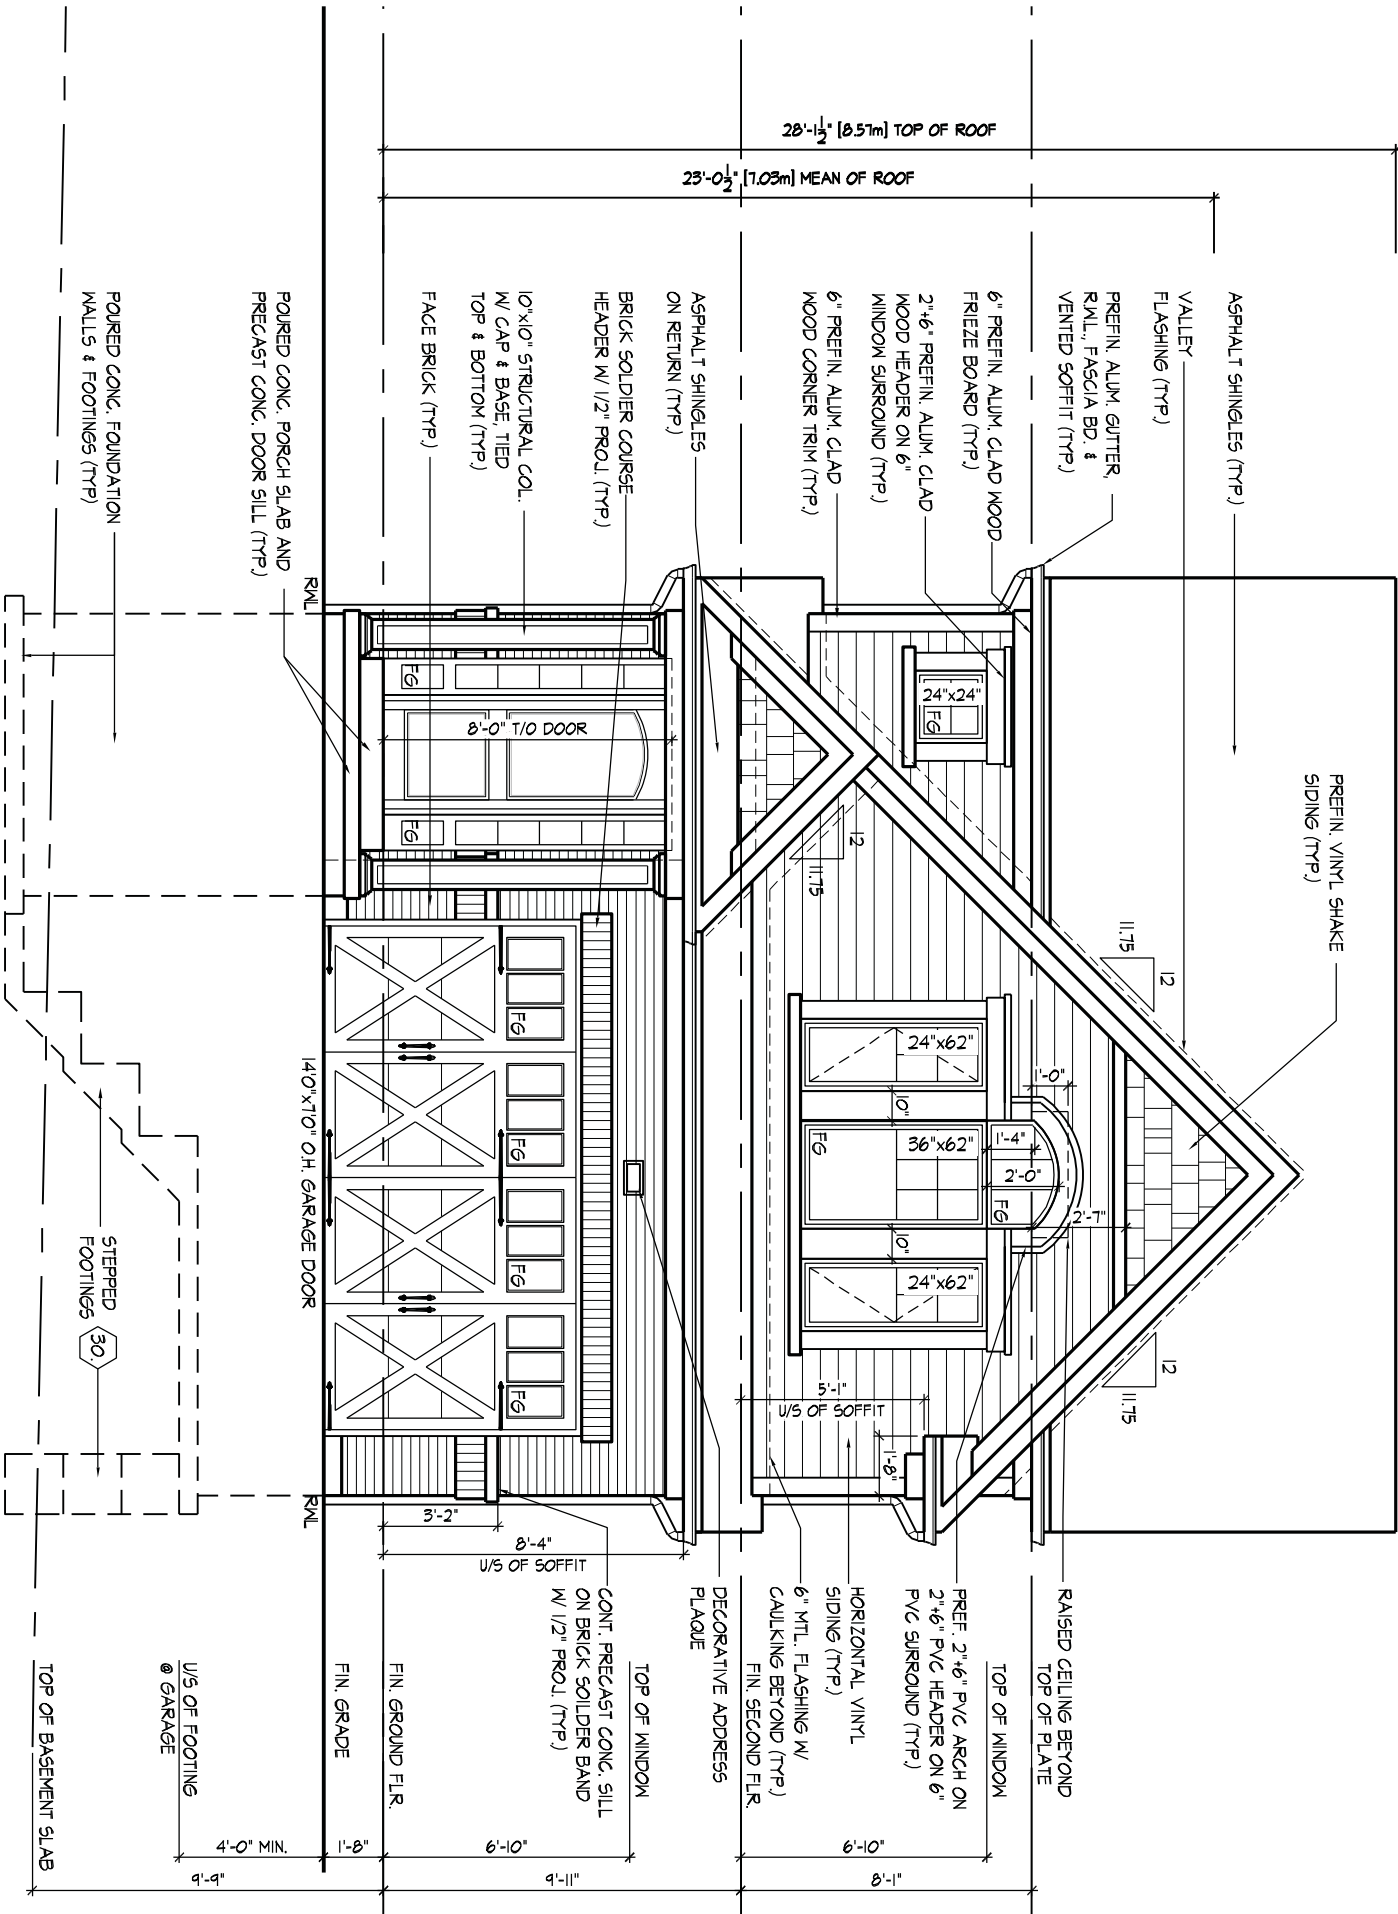 28'-1½" [8.57m] TOP OF ROOF
23'-0½" [7.03m] MEAN OF ROOF
ASPHALT SHINGLES (TYP.)
VALLEY
FLASHING (TYP.)
PREFIN. ALUM. GUTTER,
R.W.L., FASCIA BD. &
VENTED SOFFIT (TYP.)
6" PREFIN. ALUM. CLAD WOOD
FRIEZE BOARD (TYP.)
2"+6" PREFIN. ALUM. CLAD
WOOD HEADER ON 6"
WINDOW SURROUND (TYP.)
6" PREFIN. ALUM. CLAD
WOOD CORNER TRIM (TYP.)
ASPHALT SHINGLES
ON RETURN (TYP.)
BRICK SOLDIER COURSE
HEADER W/ 1/2" PROJ. (TYP.)
10"x10" STRUCTURAL COL.
W/ CAP & BASE, TIED
TOP & BOTTOM (TYP.)
FACE BRICK (TYP.)
POURED CONC. PORCH SLAB AND
PRECAST CONC. DOOR SILL (TYP.)
POURED CONC. FOUNDATION
WALLS & FOOTINGS (TYP.)
PREFIN. VINYL SHAKE
SIDING (TYP.)
12
11.75
12
11.75
12
11.75
24"x24"
FG
24"x62"
10"
36"x62"
FG
10"
24"x62"
1'-0"
1'-4"
2'-0"
FG
2'-7"
5'-1"
U/S OF SOFFIT
1'-8"
8'-0" T/O DOOR
FG
FG
FG
FG
FG
FG
RWL
14'0"x7'0" O.H. GARAGE DOOR
RWL
3'-2"
8'-4"
U/S OF SOFFIT
STEPPED
FOOTINGS
30.
RAISED CEILING BEYOND
TOP OF PLATE
TOP OF WINDOW
PREF. 2"+6" PVC ARCH ON
2"+6" PVC HEADER ON 6"
PVC SURROUND (TYP.)
HORIZONTAL VINYL
SIDING (TYP.)
6" MTL. FLASHING W/
CAULKING BEYOND (TYP.)
FIN. SECOND FLR.
DECORATIVE ADDRESS
PLAQUE
TOP OF WINDOW
CONT. PRECAST CONC. SILL
ON BRICK SOILDER BAND
W/ 1/2" PROJ. (TYP.)
FIN. GROUND FLR.
FIN. GRADE
U/S OF FOOTING
@ GARAGE
TOP OF BASEMENT SLAB
6'-10"
8'-1"
6'-10"
9'-11"
1'-8"
4'-0" MIN.
9'-9"